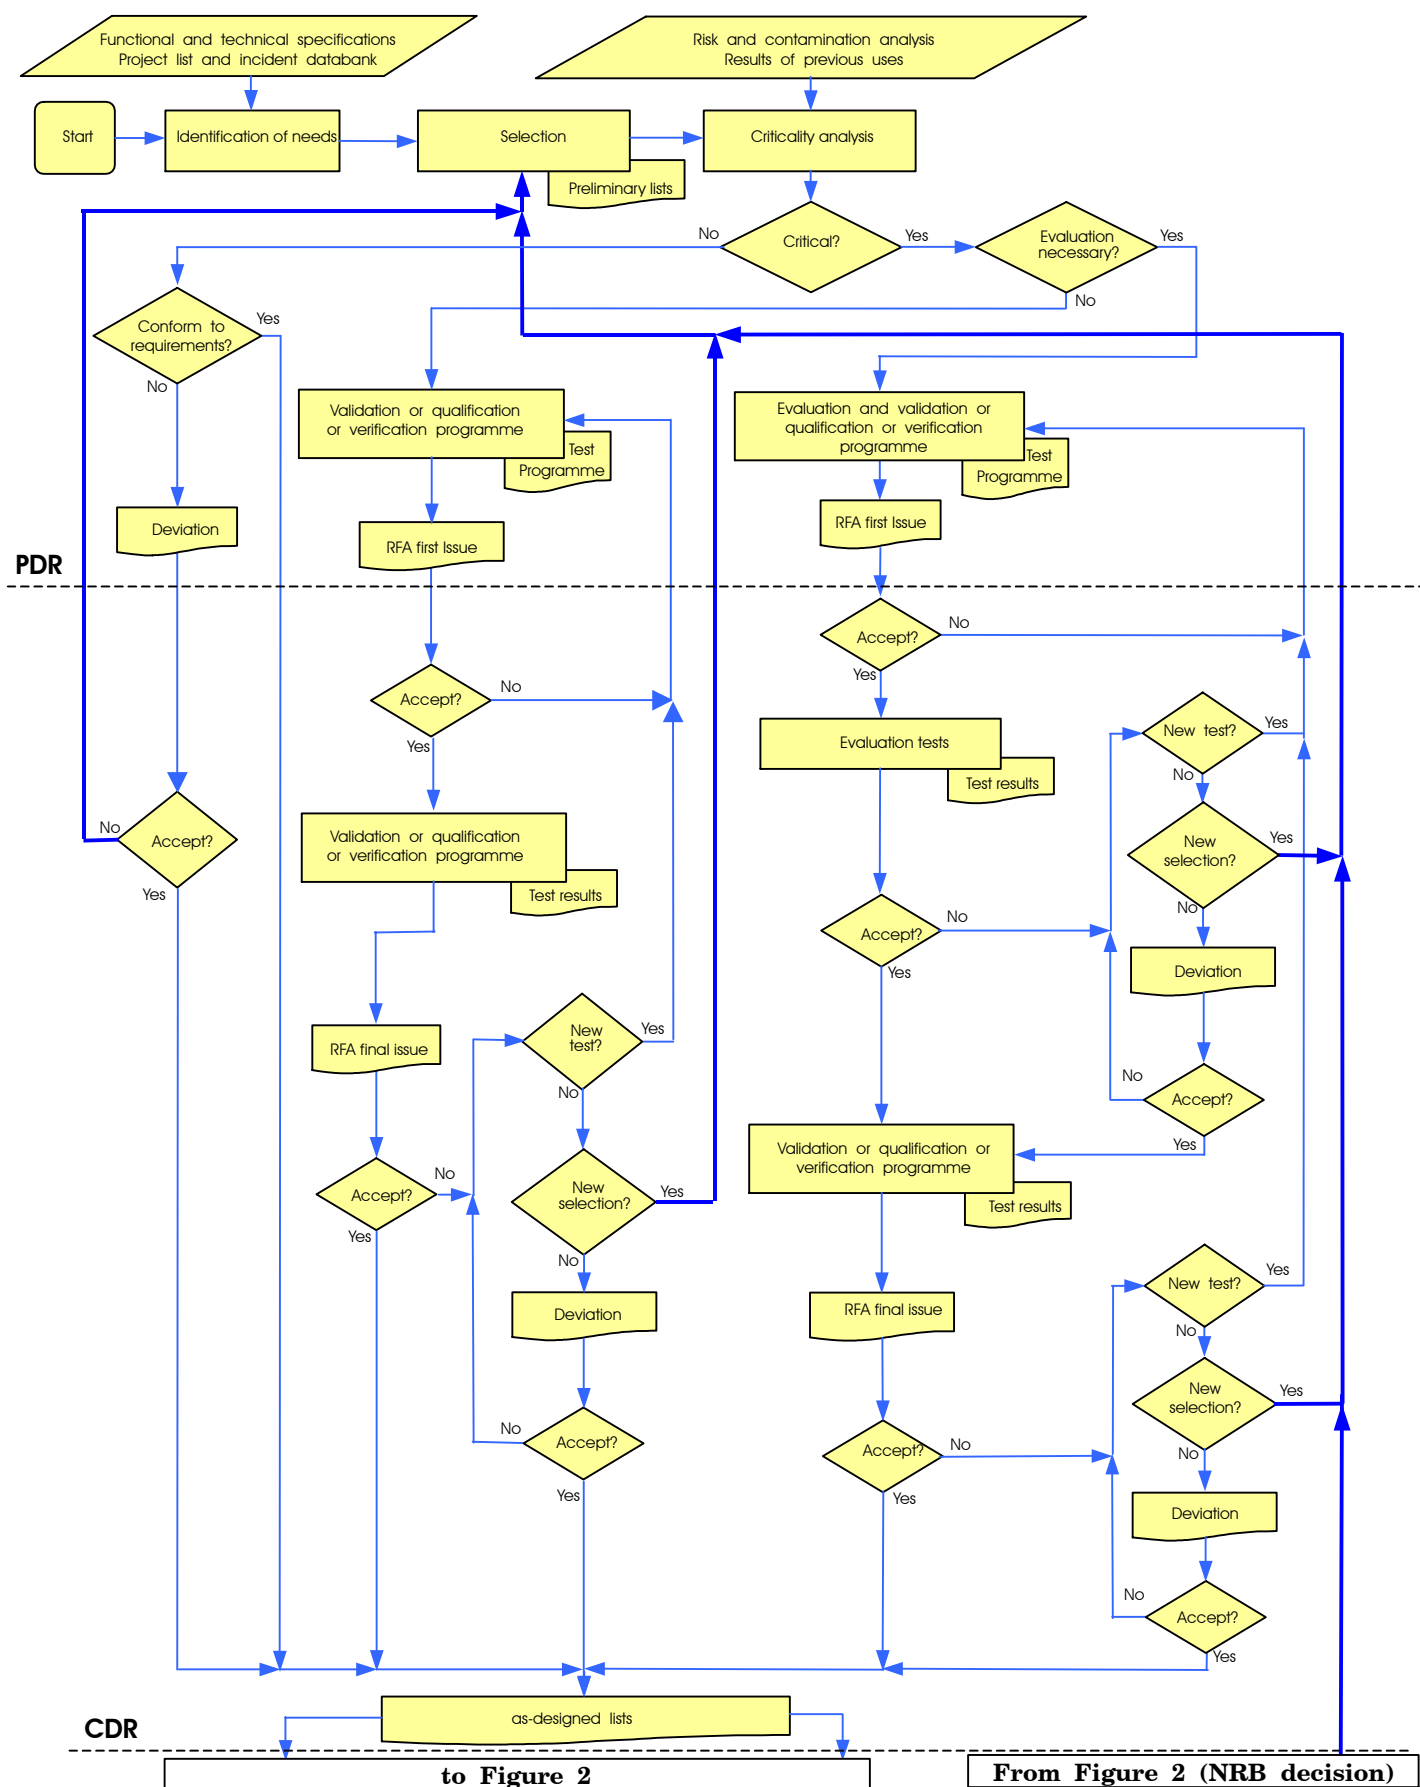 Functional and technical specifications
Project list and incident databank
Risk and contamination analysis
Results of previous uses
Start
Identification of needs
Selection
Criticality analysis
Preliminary lists
No
Critical?
Yes
Evaluation
necessary?
Yes
No
Conform to
requirements?
Yes
No
Validation or qualification
or verification programme
Test
Programme
Evaluation and validation or
qualification or verification
programme
Test
Programme
Deviation
RFA first Issue
RFA first Issue
PDR
Accept?
No
Yes
Accept?
No
Yes
Evaluation tests
Test results
New test?
Yes
No
No
Accept?
Yes
Validation or qualification
or verification programme
Test results
New
selection?
Yes
No
Accept?
No
Yes
Deviation
RFA final issue
New
test?
Yes
No
No
Accept?
Yes
Validation or qualification or
verification programme
Test results
Accept?
No
Yes
New
selection?
Yes
No
RFA final issue
New test?
Yes
No
Deviation
New
selection?
Yes
No
No
Accept?
Yes
Accept?
No
Yes
Deviation
No
Accept?
Yes
as-designed lists
CDR
to Figure 2
From Figure 2 (NRB decision)